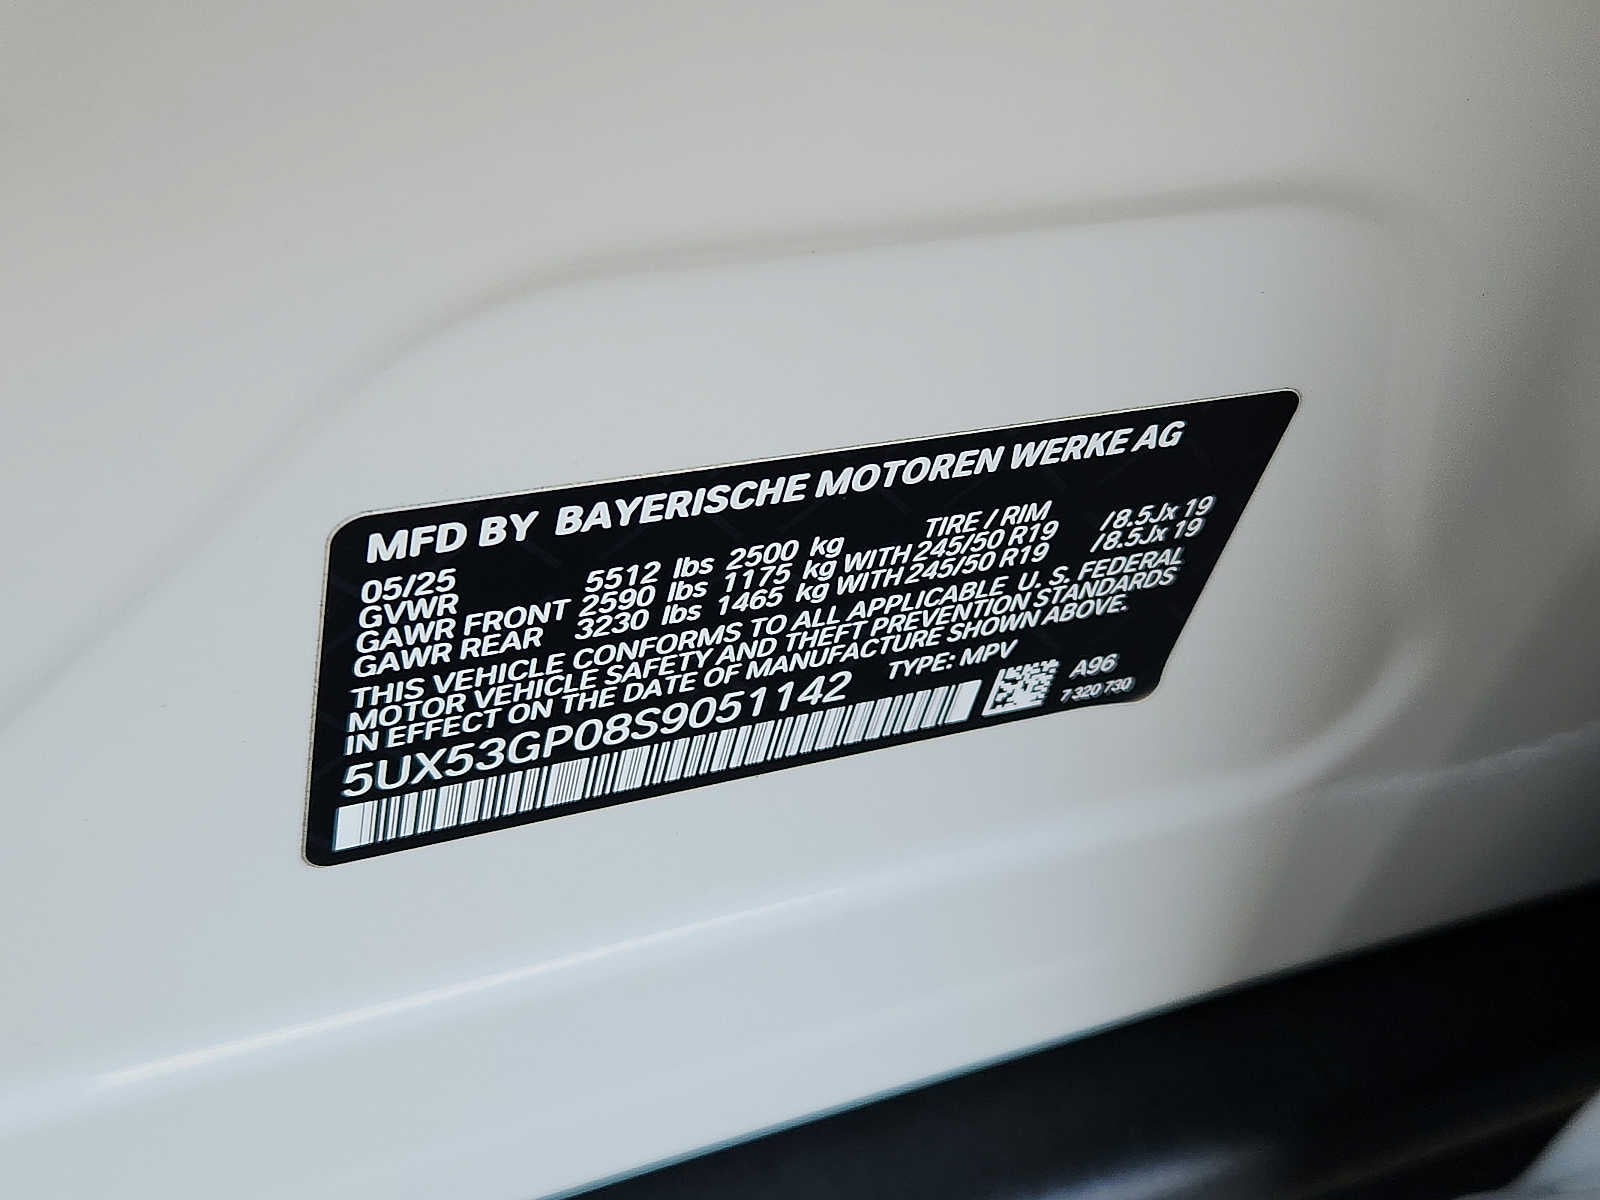 MFD BY BAYERISCHE MOTOREN WERKE AG
05/25 TIRE / RIM
GVWR 5512 lbs 2500 kg
GAWR FRONT 2590 lbs 1175 kg WITH 245/50 R19 /8.5Jx 19
GAWR REAR 3230 lbs 1465 kg WITH 245/50 R19 /8.5Jx 19
THIS VEHICLE CONFORMS TO ALL APPLICABLE U. S. FEDERAL
MOTOR VEHICLE SAFETY AND THEFT PREVENTION STANDARDS
IN EFFECT ON THE DATE OF MANUFACTURE SHOWN ABOVE.
5UX53GP08S9051142 TYPE: MPV
A96
7 320 730